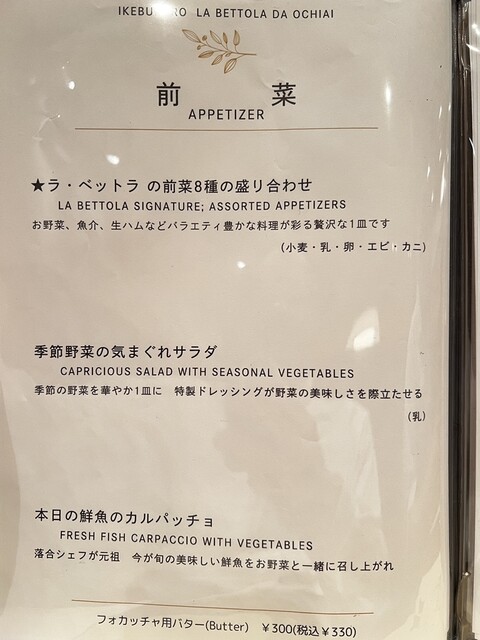 LA BETTOLA DA OCHIAI
前 菜
APPETIZER
★ラ・ベットラ の前菜8種の盛り合わせ
LA BETTOLA SIGNATURE; ASSORTED APPETIZERS
お野菜、魚介、生ハムなどバラエティ豊かな料理が彩る贅沢な1皿です
(小麦・乳・卵・エビ・カニ)
季節野菜の気まぐれサラダ
CAPRICIOUS SALAD WITH SEASONAL VEGETABLES
季節の野菜を華やか1皿に 特製ドレッシングが野菜の美味しさを際立たせる
(乳)
本日の鮮魚のカルパッチョ
FRESH FISH CARPACCIO WITH VEGETABLES
落合シェフが元祖 今が旬の美味しい鮮魚をお野菜と一緒に召し上がれ
フォカッチャ用バター(Butter) ￥300(税込￥330)